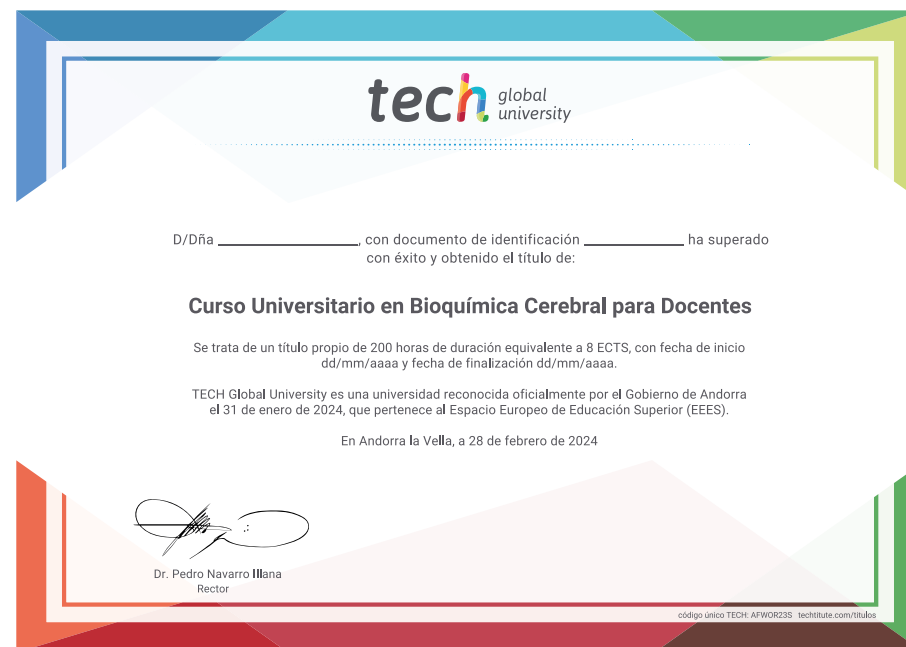 tech global university
D/Dña ______________, con documento de identificación __________ ha superado
con éxito y obtenido el título de:
Curso Universitario en Bioquímica Cerebral para Docentes
Se trata de un título propio de 200 horas de duración equivalente a 8 ECTS, con fecha de inicio
dd/mm/aaaa y fecha de finalización dd/mm/aaaa.
TECH Global University es una universidad reconocida oficialmente por el Gobierno de Andorra
el 31 de enero de 2024, que pertenece al Espacio Europeo de Educación Superior (EEES).
En Andorra la Vella, a 28 de febrero de 2024
Dr. Pedro Navarro Illana
Rector
código único TECH: AFWOR23S techtitute.com/titulos